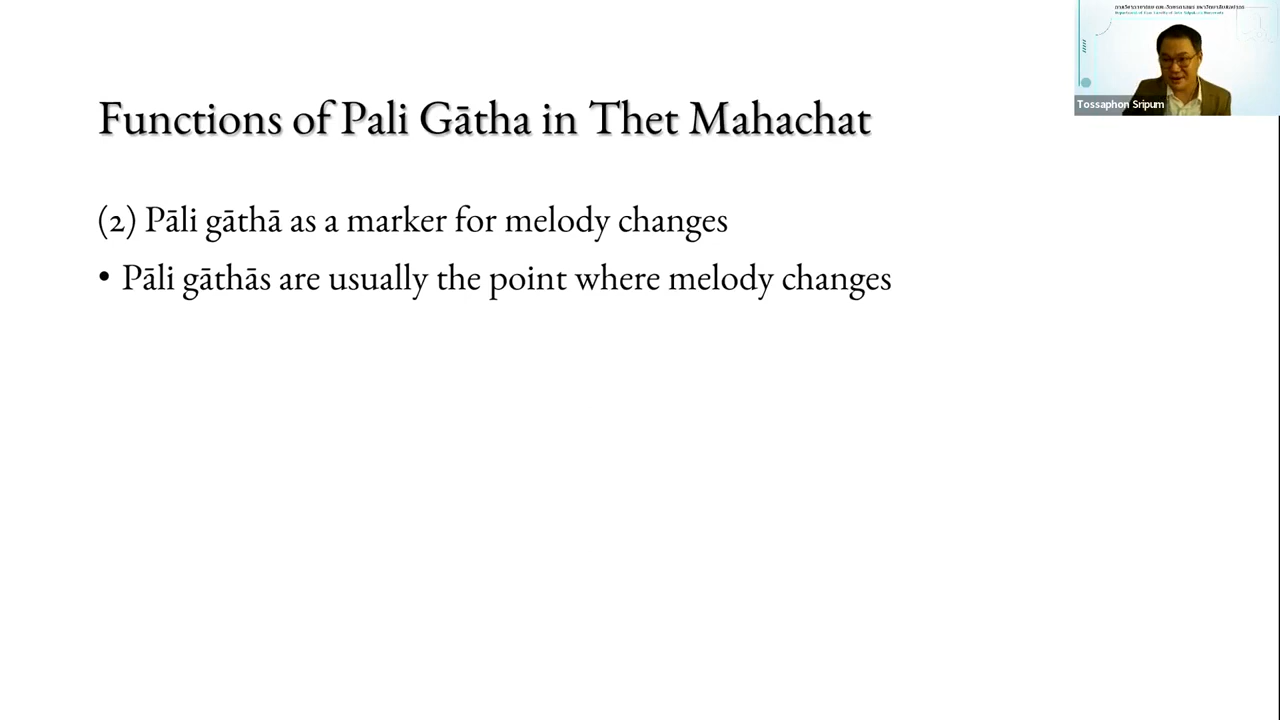 Functions of Pali Gātha in Thet Mahachat
(2) Pāli gāthā as a marker for melody changes
• Pāli gāthās are usually the point where melody changes
Tossaphon Sripum